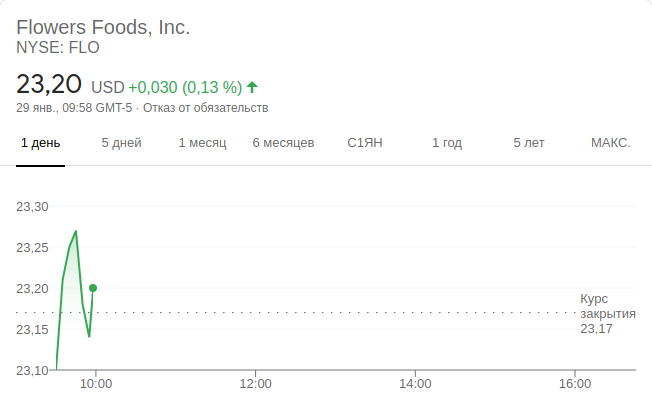 Flowers Foods, Inc.
NYSE: FLO
23,20 USD +0,030 (0,13 %)
29 янв., 09:58 GMT-5 · Отказ от обязательств
1 день 5 дней 1 месяц 6 месяцев С1ЯН 1 год 5 лет МАКС.
23,30
23,25
23,20
Курс
закрытия
23,17
23,15
23,10
10:00 12:00 14:00 16:00